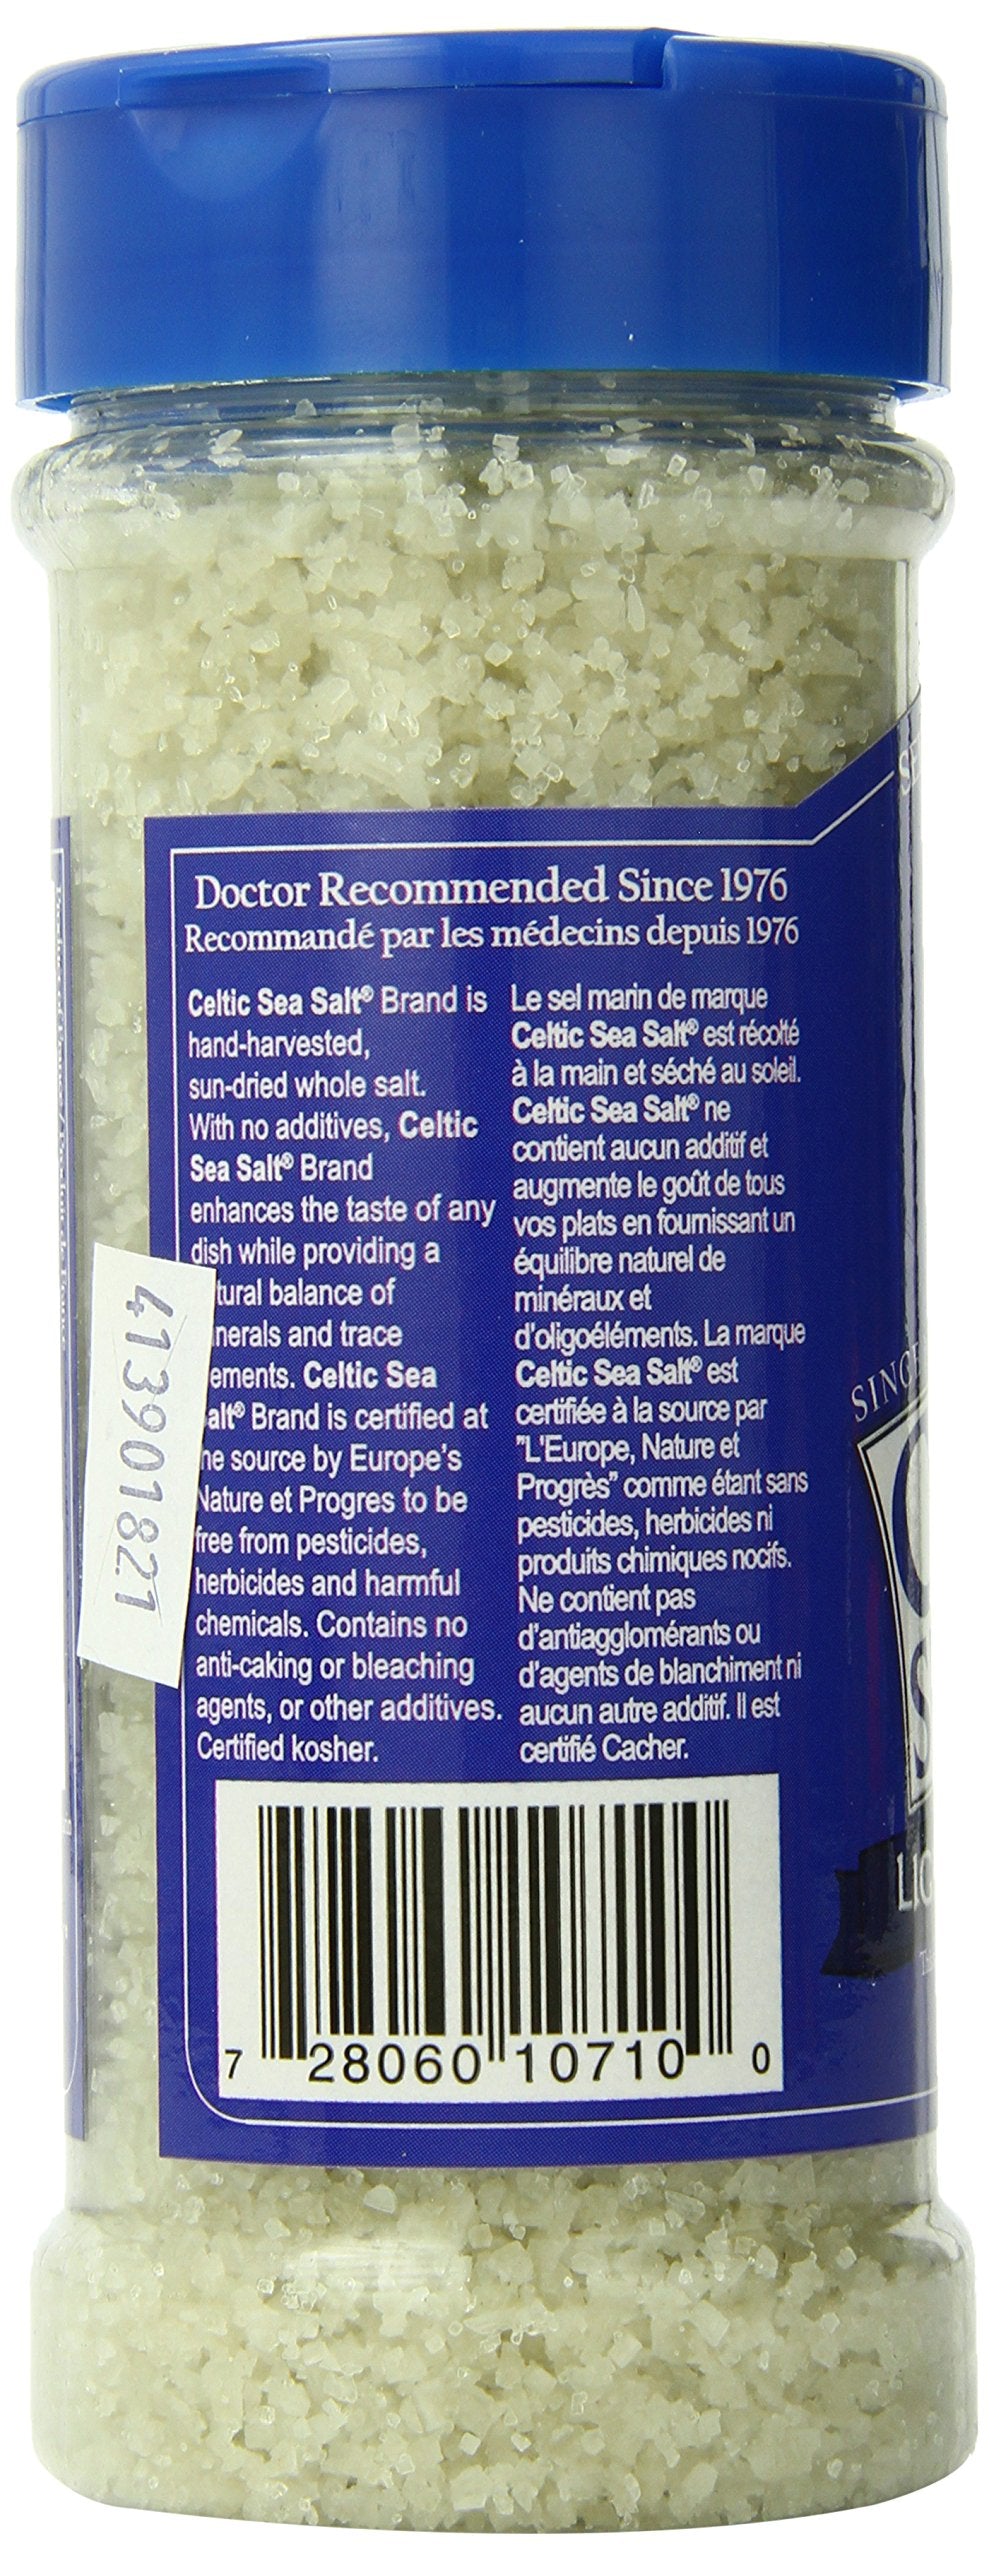 Doctor Recommended Since 1976
Recommandé par les médecins depuis 1976
Celtic Sea Salt® Brand is
hand-harvested,
sun-dried whole salt.
With no additives, Celtic
Sea Salt® Brand
enhances the taste of any
dish while providing a
tural balance of
nerals and trace
ements. Celtic Sea
alt® Brand is certified at
he source by Europe's
Nature et Progres to be
free from pesticides,
herbicides and harmful
chemicals. Contains no
anti-caking or bleaching
agents, or other additives.
Certified kosher.
Le sel marin de marque
Celtic Sea Salt® est récolté
à la main et séché au soleil.
Celtic Sea Salt® ne
contient aucun additif et
augmente le goût de tous
vos plats en fournissant un
équilibre naturel de
minéraux et
d'oligoéléments. La marque
Celtic Sea Salt® est
certifiée à la source par
"L'Europe, Nature et
Progrès" comme étant sans
pesticides, herbicides ni
produits chimiques nocifs.
Ne contient pas
d'antiagglomérants ou
d'agents de blanchiment ni
aucun autre additif. Il est
certifié Cacher.
41390182.1
7 28060 10710 0
SE
SINCE
C
S
LIG